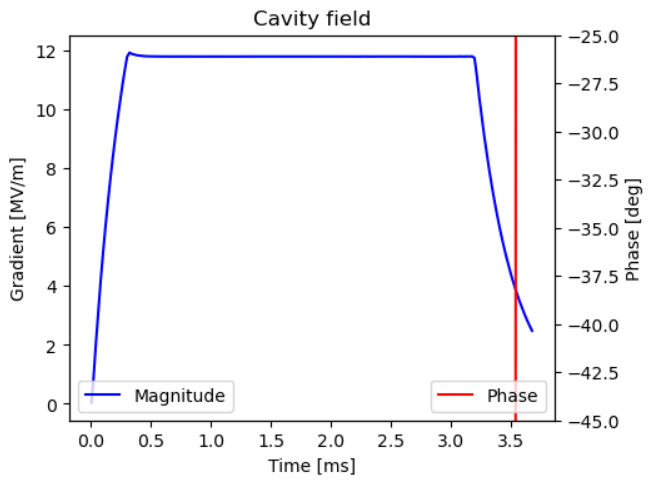 Cavity field
Gradient [MV/m]
12
10
8
6
4
2
0
−25.0
−27.5
−30.0
−32.5
−35.0
−37.5
−40.0
−42.5
−45.0
Phase [deg]
Magnitude
Phase
0.0 0.5 1.0 1.5 2.0 2.5 3.0 3.5
Time [ms]